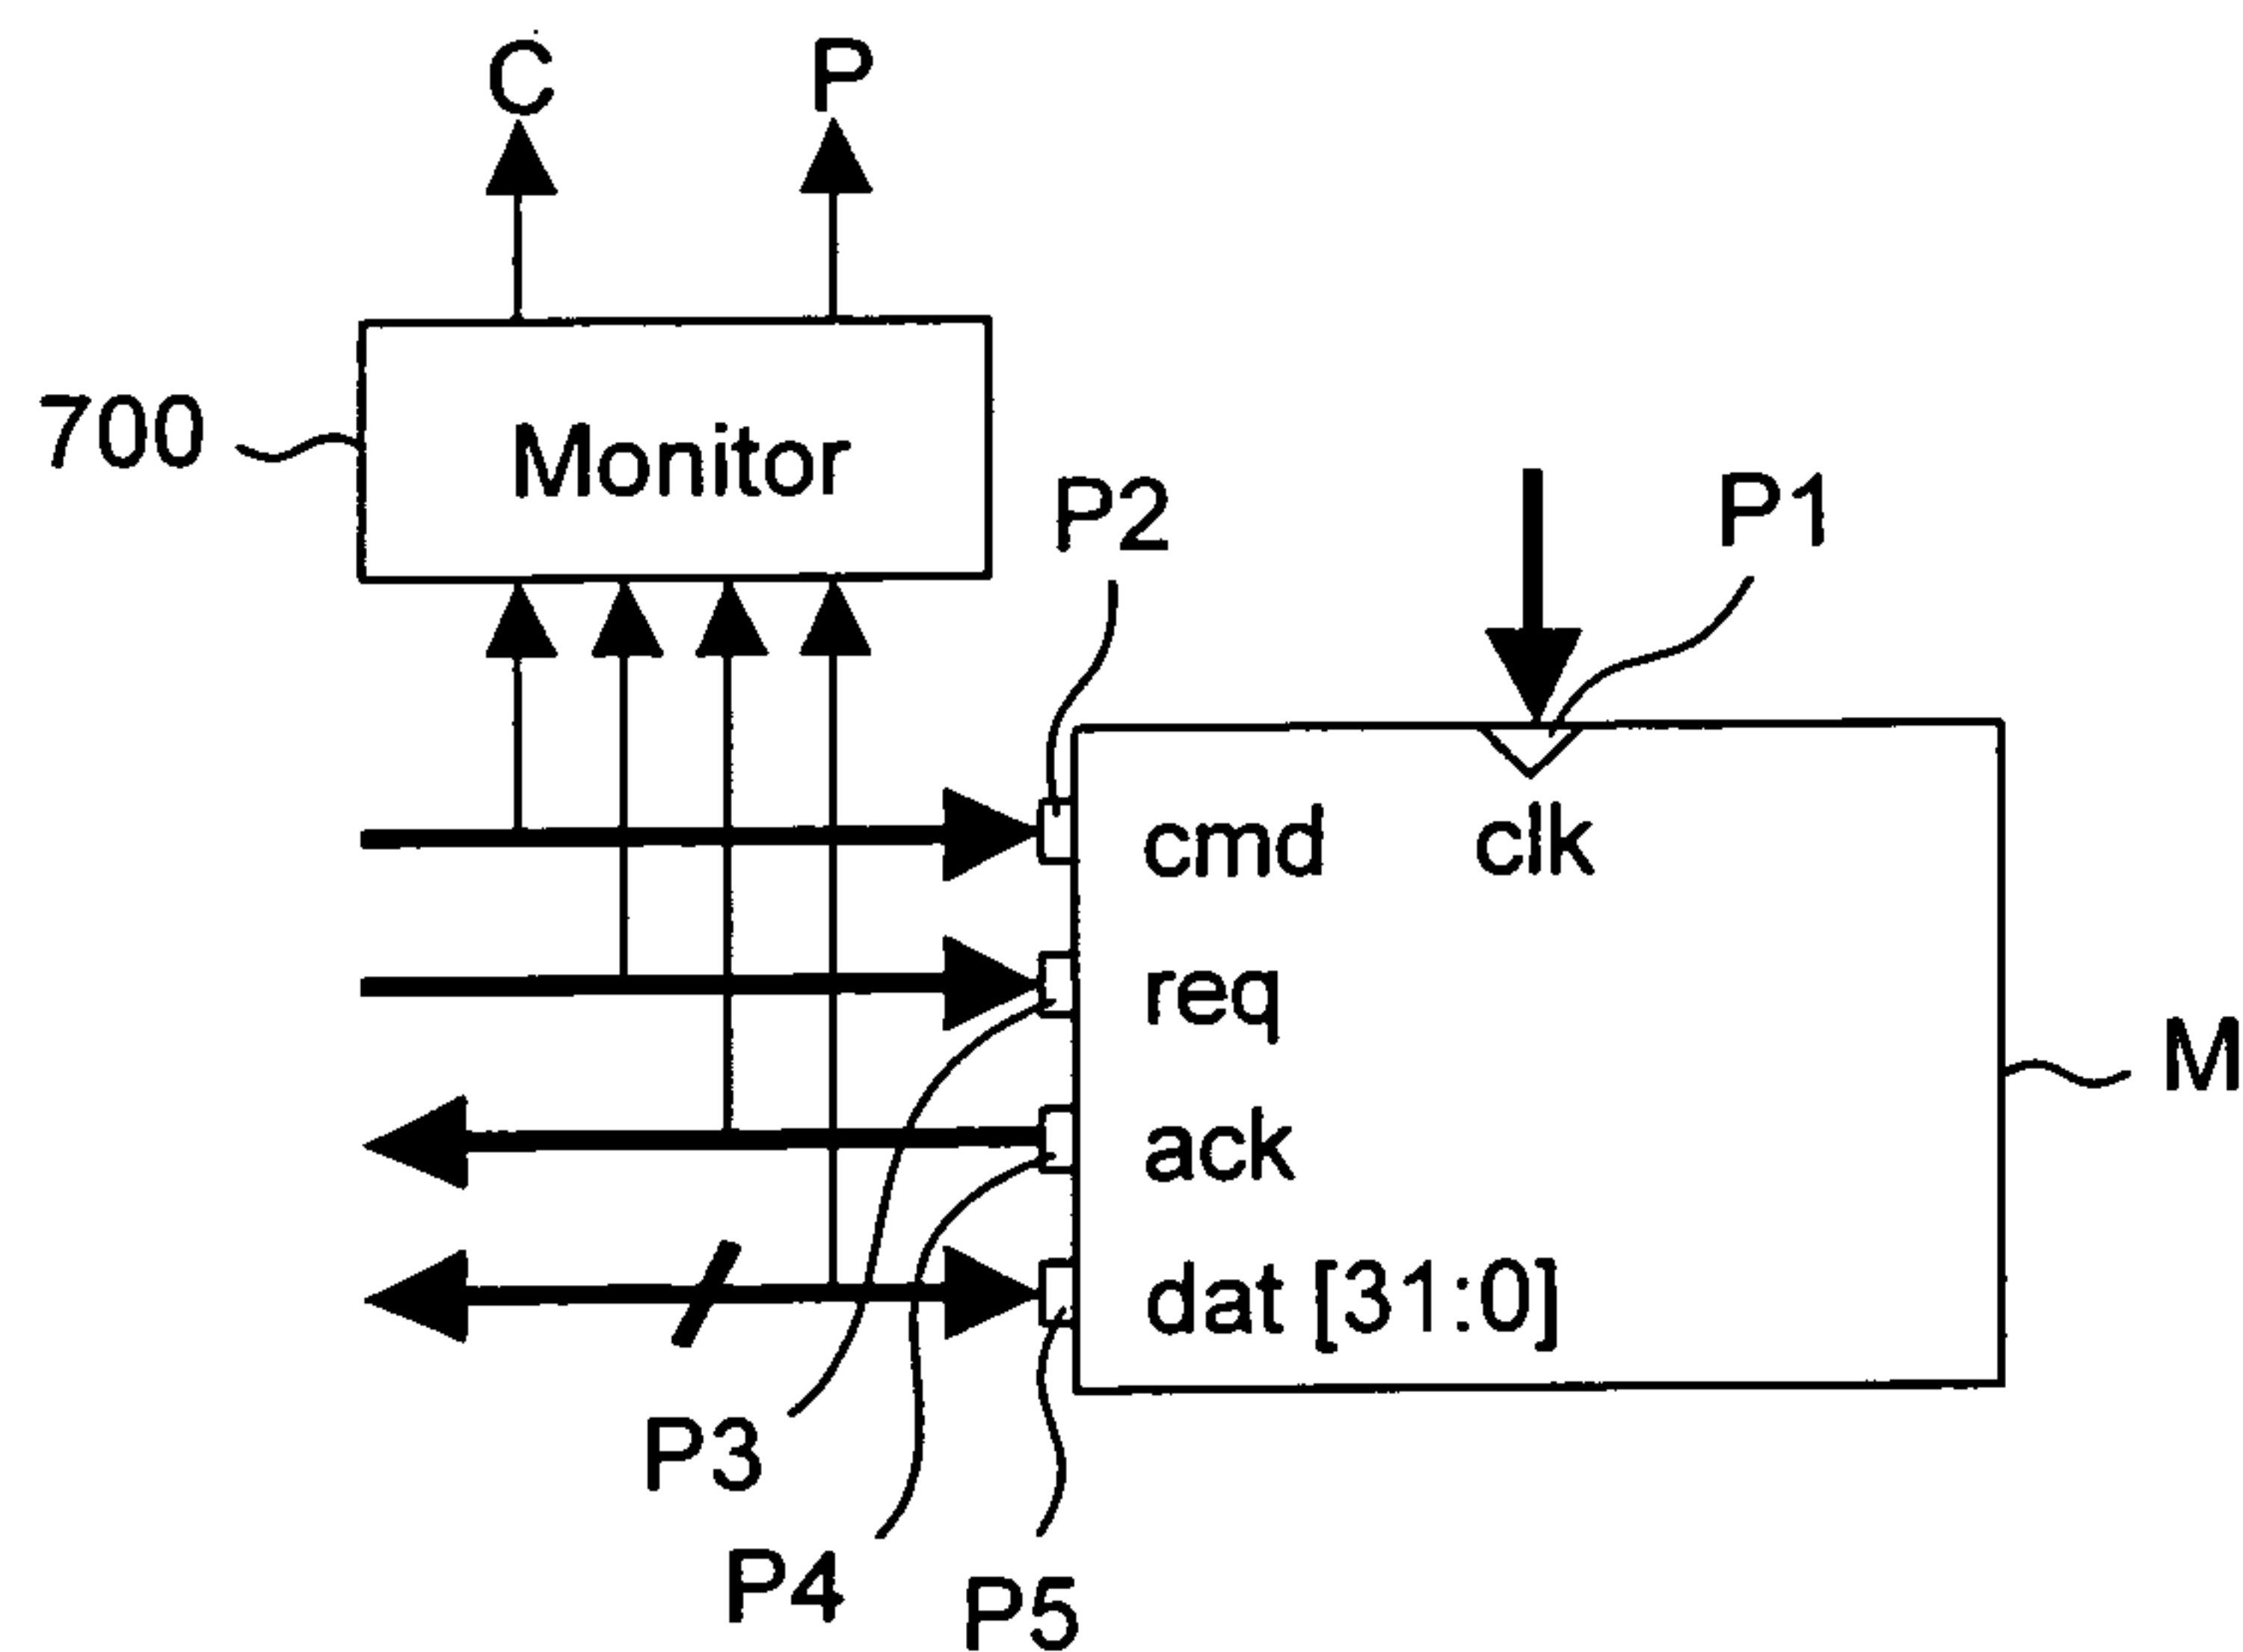 C
P
700
Monitor
P2
P1
cmd
clk
req
M
ack
dat [31:0]
P3
P4
P5